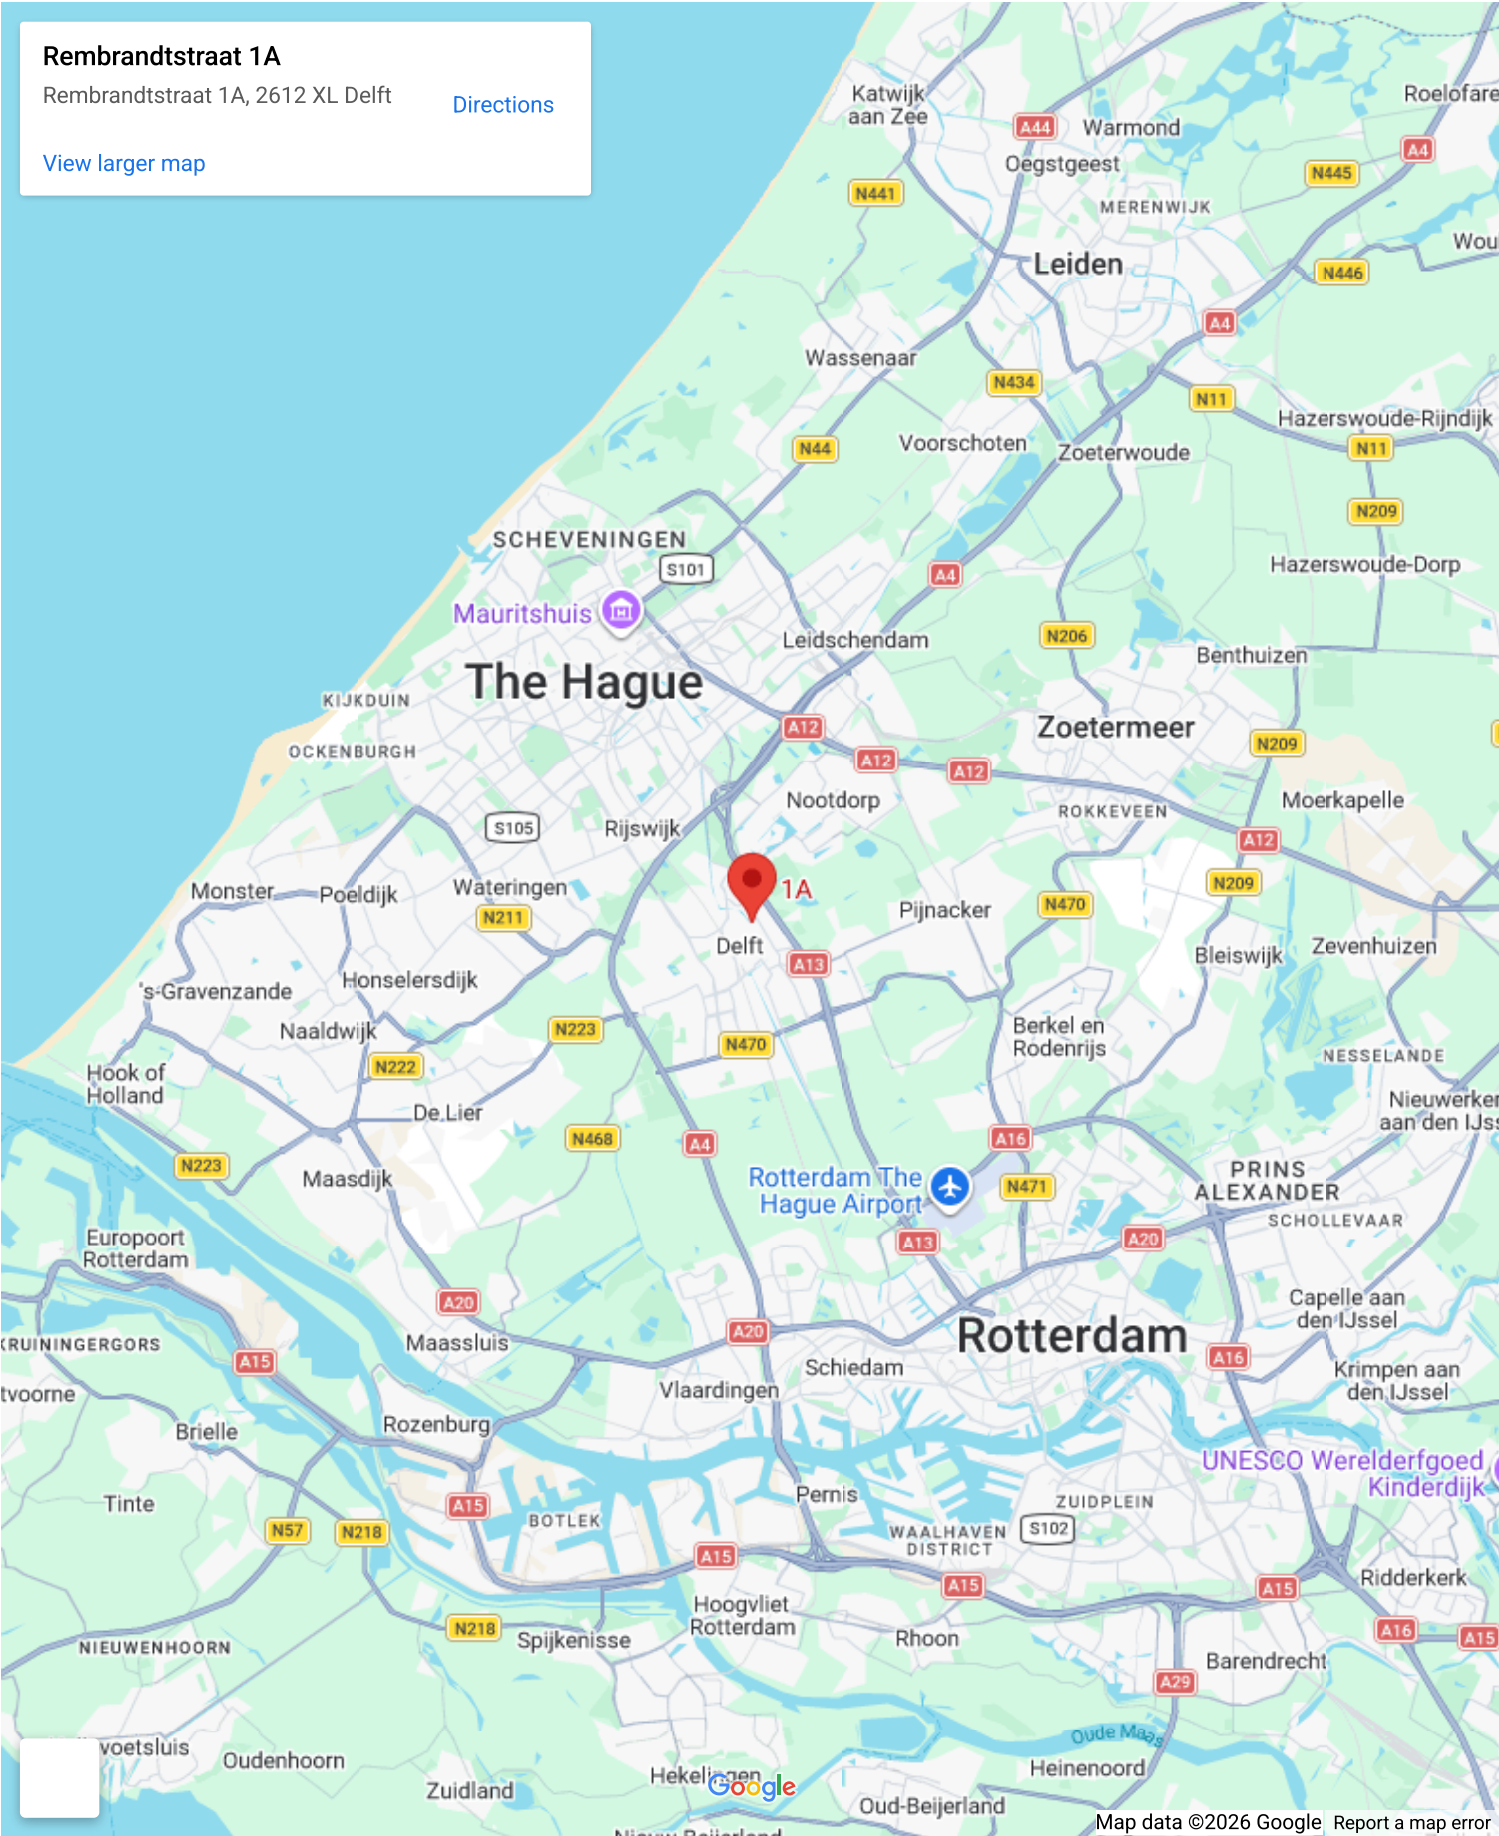 Rembrandtstraat 1A
Rembrandtstraat 1A, 2612 XL Delft
Directions
View larger map
Katwijk
aan Zee
A44
Warmond
Roelofare
Oegstgeest
A4
N445
N441
MERENWIJK
Wou
Leiden
N446
A4
Wassenaar
N434
N11
Hazerswoude-Rijndijk
Voorschoten
N44
Zoeterwoude
N11
N209
SCHEVENINGEN
S101
Hazerswoude-Dorp
A4
Mauritshuis
Leidschendam
N206
Benthuizen
The Hague
KIJKDUIN
A12
Zoetermeer
N209
OCKENBURGH
A12
A12
Nootdorp
Moerkapelle
ROKKEVEEN
S105
Rijswijk
A12
Monster
Poeldijk
Wateringen
1A
N209
N211
Pijnacker
N470
Delft
Bleiswijk
Zevenhuizen
A13
's-Gravenzande
Honselersdijk
Naaldwijk
N223
N470
Berkel en
Rodenrijs
NESSELANDE
N222
Hook of
Holland
De Lier
Nieuwerker
aan den IJss
N468
A4
A16
N223
Maasdijk
Rotterdam The
Hague Airport
N471
PRINS
ALEXANDER
SCHOLLEVAAR
Europoort
Rotterdam
A13
A20
A20
Capelle aan
den IJssel
KRUININGERGORS
Maassluis
A20
Rotterdam
A15
Schiedam
A16
Krimpen aan
den IJssel
tvoorne
Vlaardingen
Brielle
Rozenburg
UNESCO Werelderfgoed
Kinderdijk
Tinte
A15
Pernis
ZUIDPLEIN
N57
N218
BOTLEK
WAALHAVEN
DISTRICT
S102
A15
A15
A15
Ridderkerk
Hoogvliet
Rotterdam
N218
Spijkenisse
Rhoon
A16
A15
NIEUWENHOORN
Barendrecht
A29
voetsluis
Oudenhoorn
Oude Maas
Heinenoord
Zuidland
Hekelingen
Google
Oud-Beijerland
Map data ©2026 Google
Report a map error